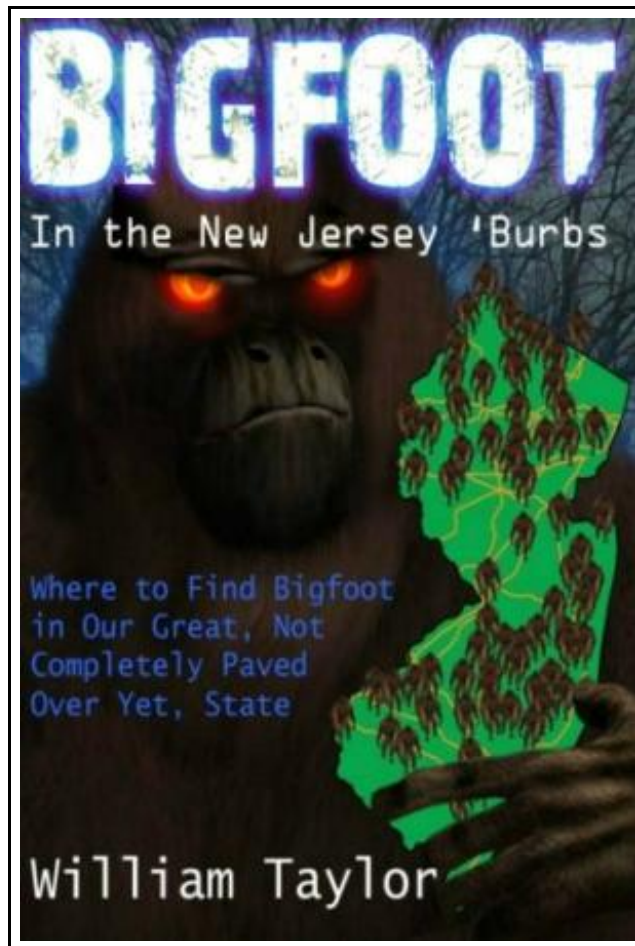 BIGFOOT
In the New Jersey 'Burbs
Where to Find Bigfoot
in Our Great, Not
Completely Paved
Over Yet, State
William Taylor